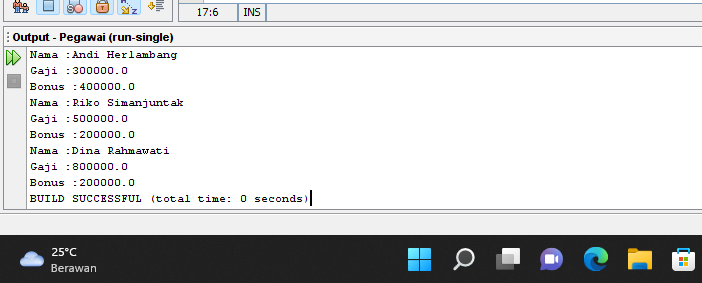 17:6 INS
Output - Pegawai (run-single)
Nama :Andi Herlambang
Gaji :300000.0
Bonus :400000.0
Nama :Riko Simanjuntak
Gaji :500000.0
Bonus :200000.0
Nama :Dina Rahmawati
Gaji :800000.0
Bonus :200000.0
BUILD SUCCESSFUL (total time: 0 seconds)
25°C
Berawan